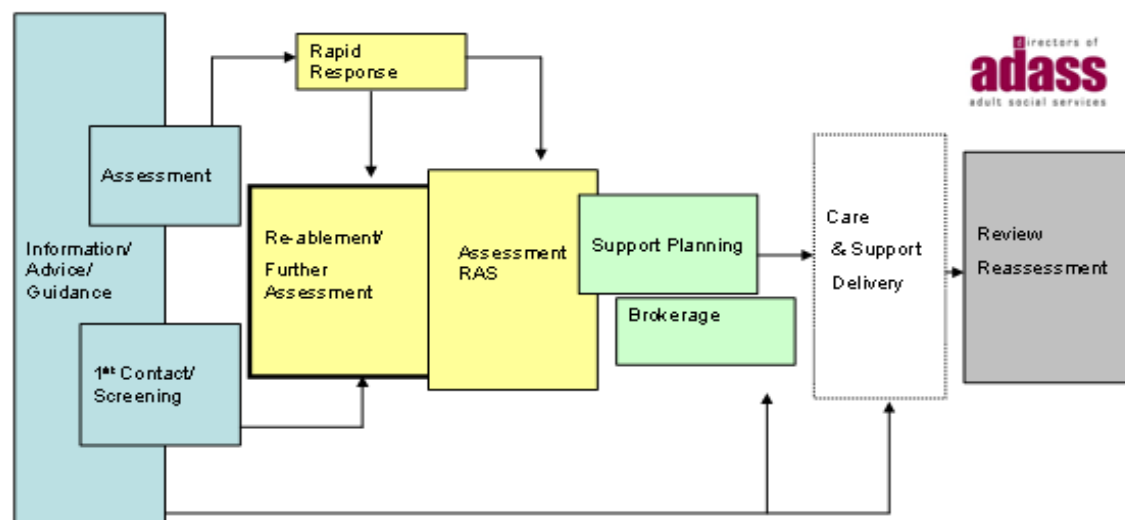 Rapid
Response
directors of
adass
adult social services
Assessment
Information/
Advice/
Guidance
Re-ablement/
Further
Assessment
Assessment
RAS
Support Planning
Care
& Support
Delivery
Review
Reassessment
Brokerage
1st Contact/
Screening